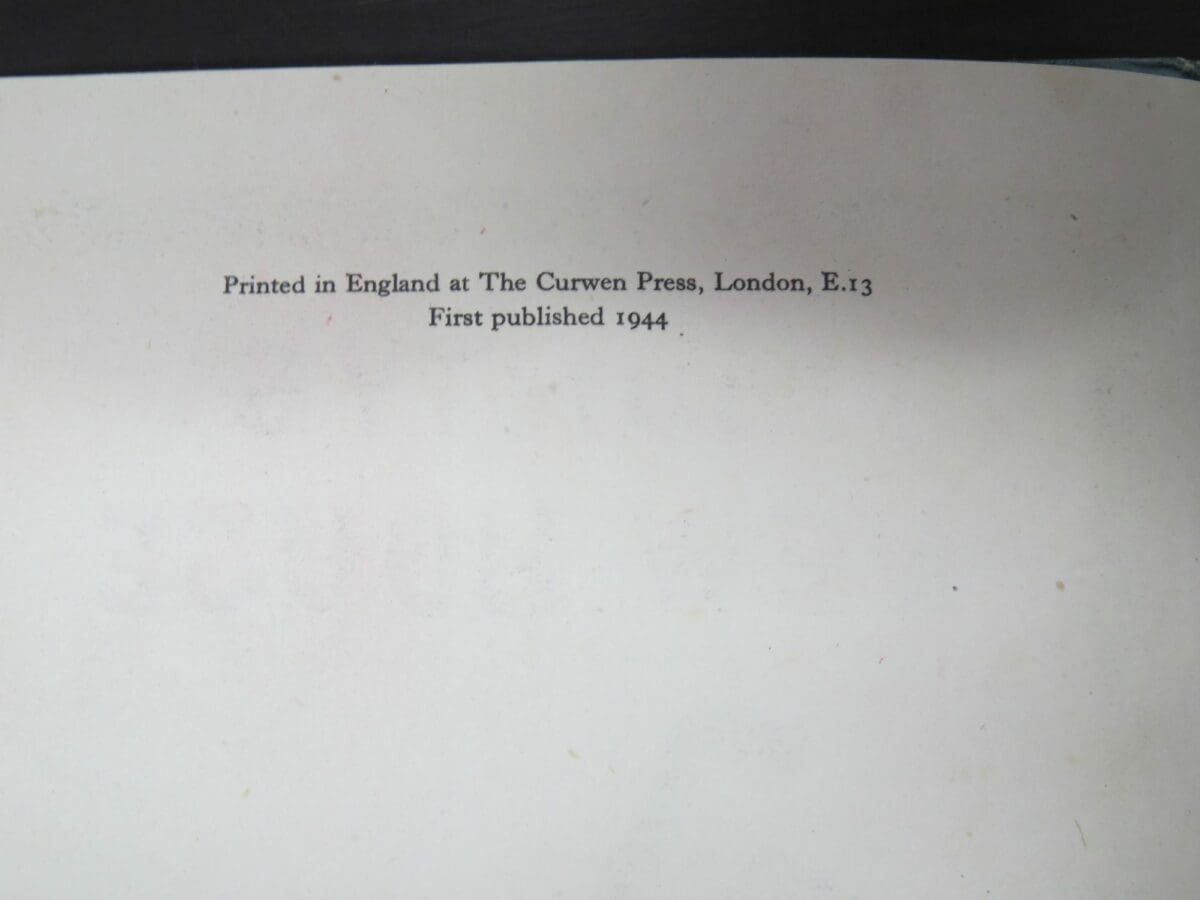 Printed in England at The Curwen Press, London, E.13
First published 1944